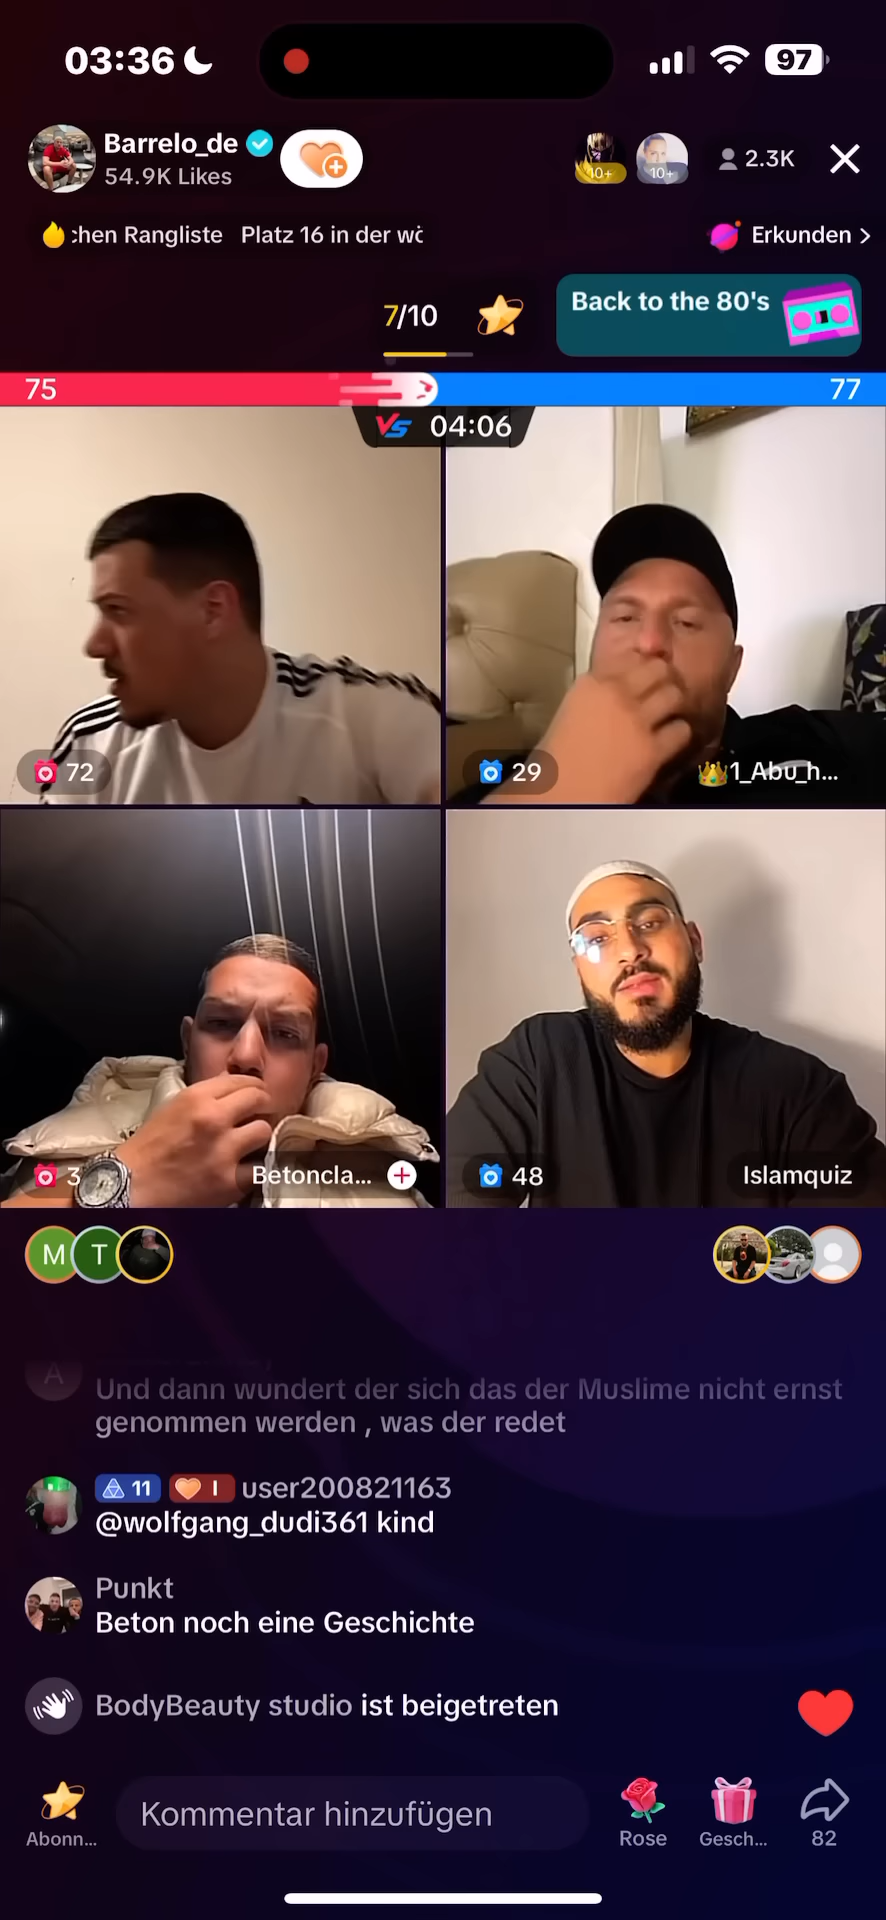 03:36
97
Barrelo_de
54.9K Likes
10+
10+
2.3K
chen Rangliste Platz 16 in der wö
Erkunden
7/10
Back to the 80's
75
77
VS 04:06
72
29
1_Abu_h...
3
Betoncla...
48
Islamquiz
M
T
A
Und dann wundert der sich das der Muslime nicht ernst
genommen werden , was der redet
11
I
user200821163
@wolfgang_dudi361 kind
Punkt
Beton noch eine Geschichte
BodyBeauty studio ist beigetreten
Kommentar hinzufügen
Abonn...
Rose
Gesch...
82